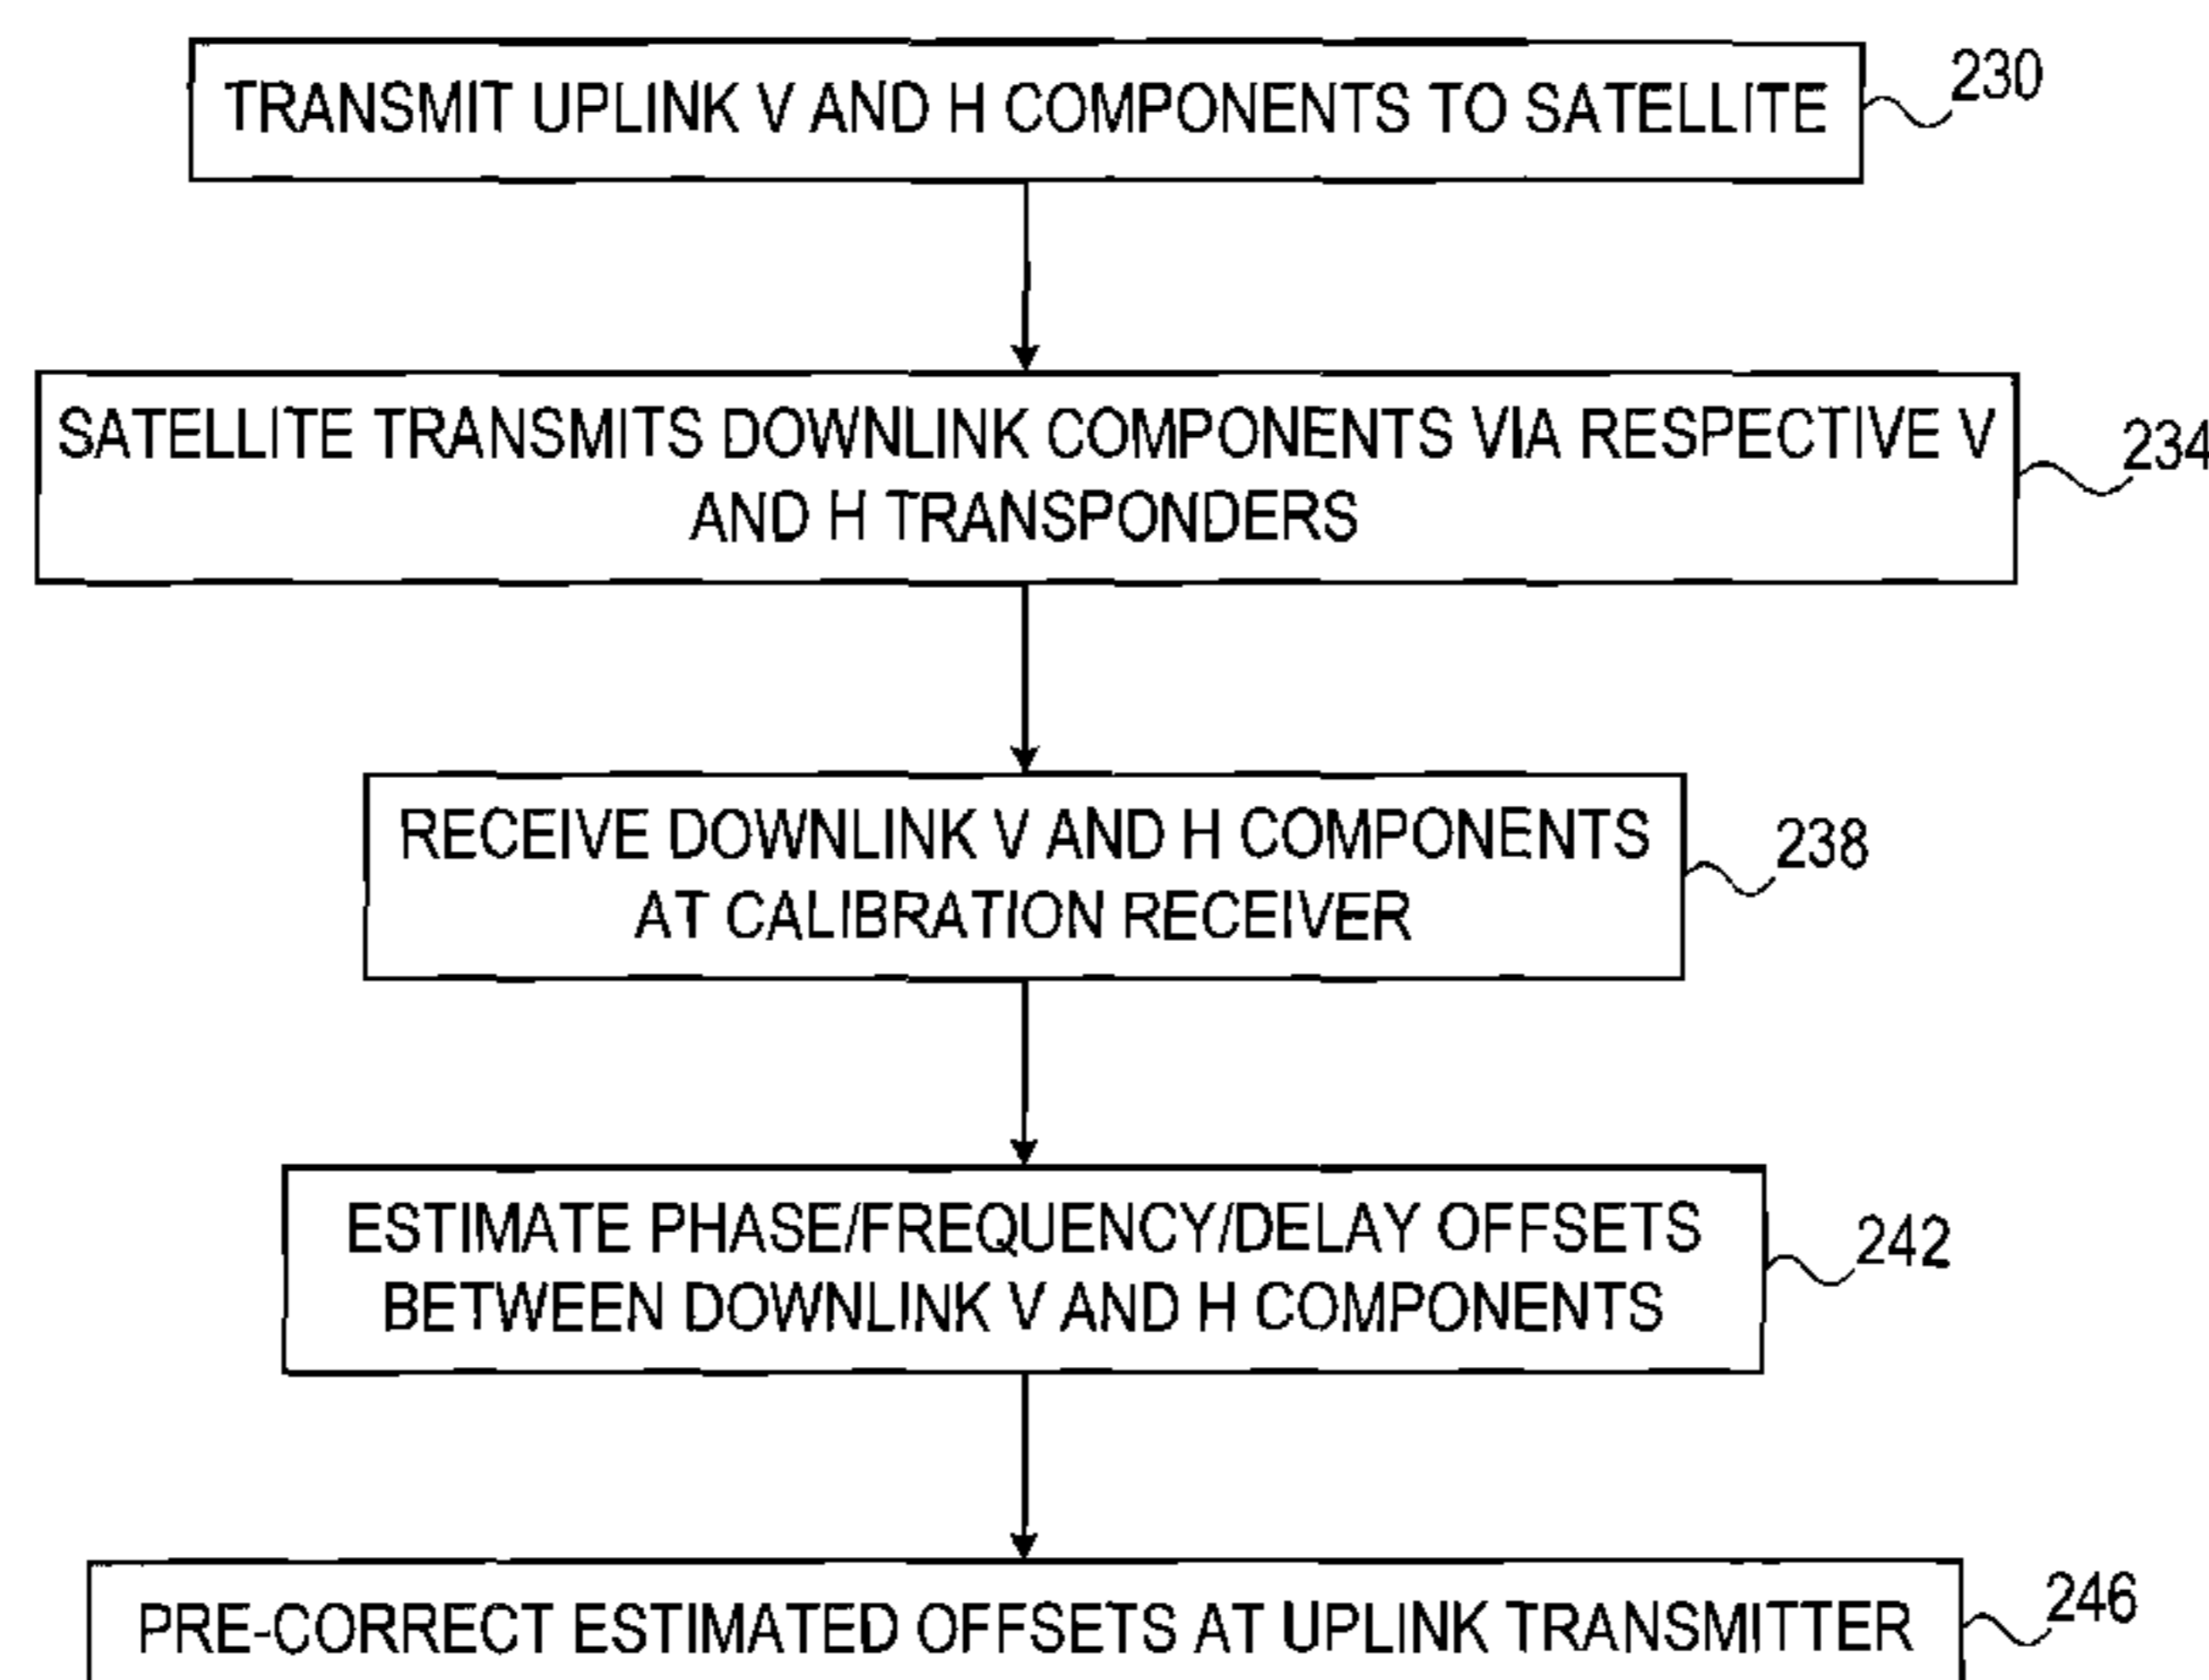 TRANSMIT UPLINK V AND H COMPONENTS TO SATELLITE
230
SATELLITE TRANSMITS DOWNLINK COMPONENTS VIA RESPECTIVE V
AND H TRANSPONDERS
234
RECEIVE DOWNLINK V AND H COMPONENTS
AT CALIBRATION RECEIVER
238
ESTIMATE PHASE/FREQUENCY/DELAY OFFSETS
BETWEEN DOWNLINK V AND H COMPONENTS
242
PRE-CORRECT ESTIMATED OFFSETS AT UPLINK TRANSMITTER
246